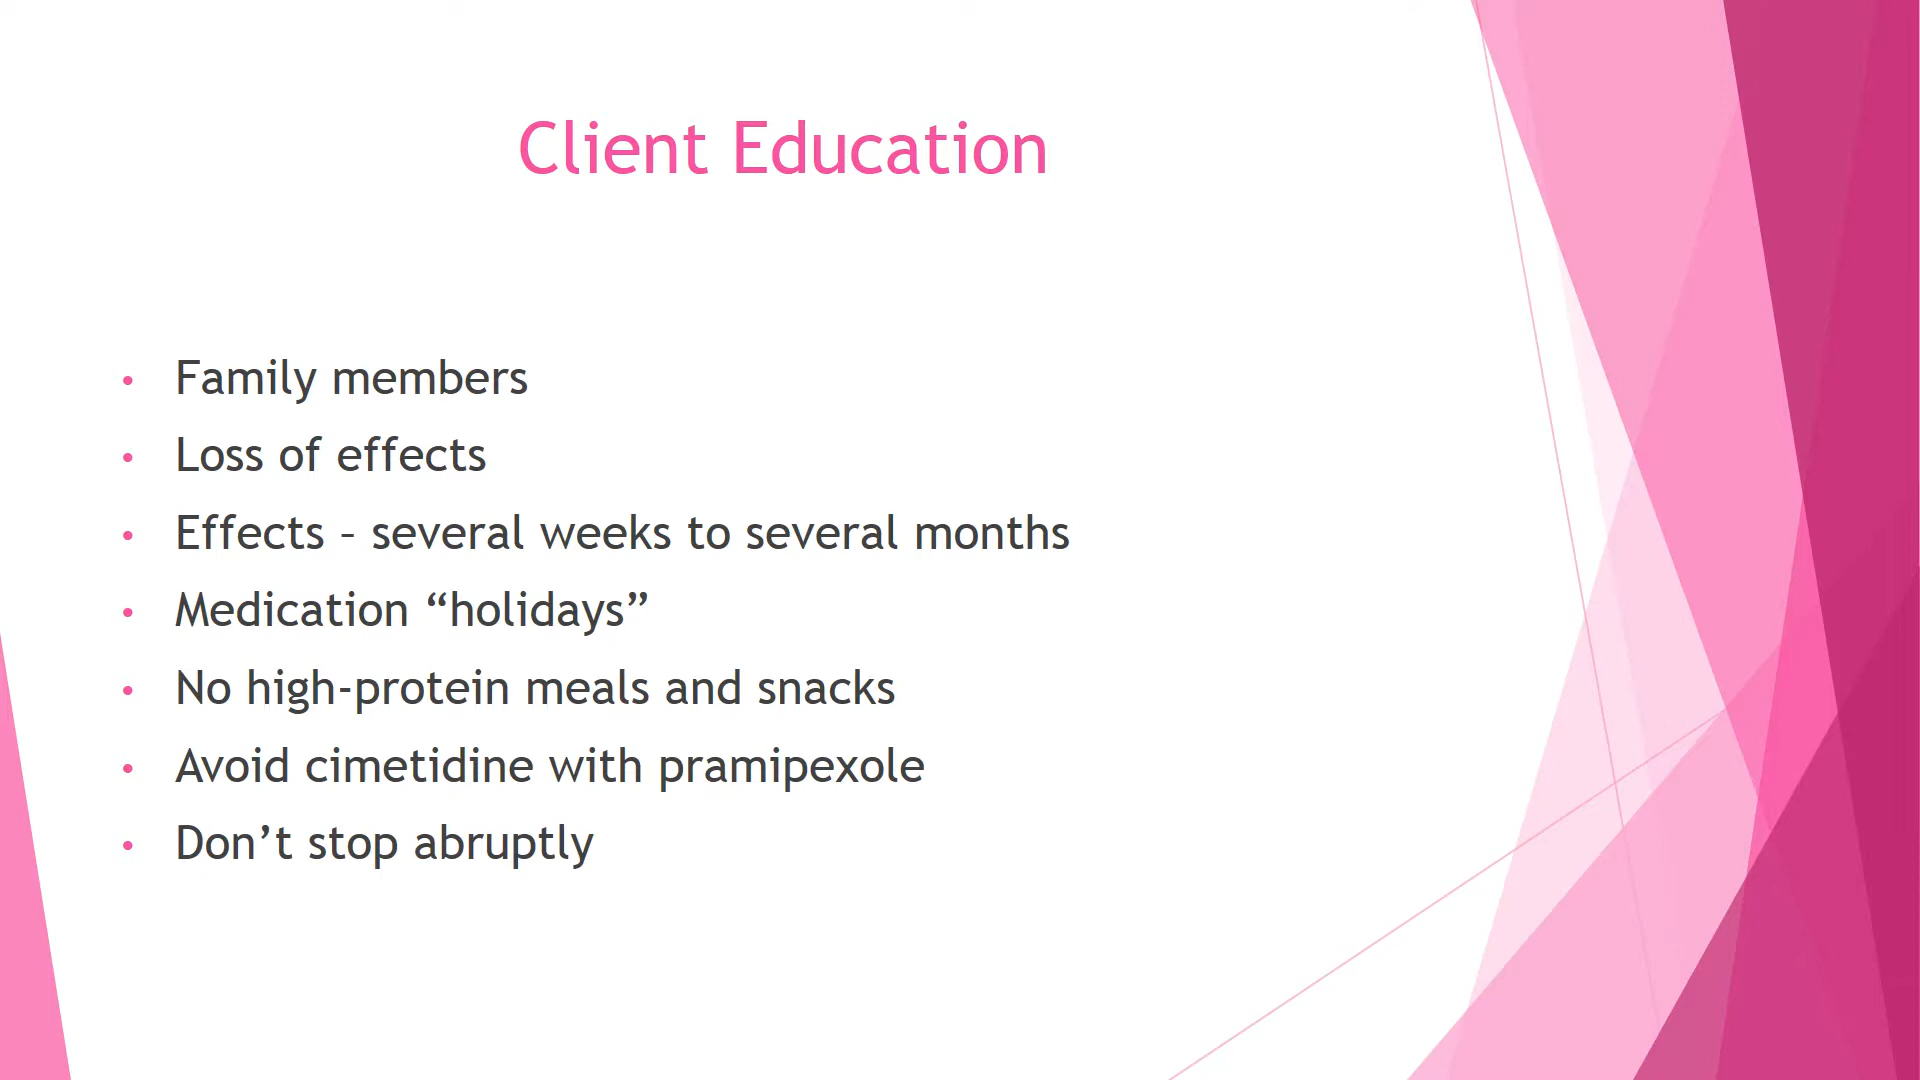 Client Education
• Family members
• Loss of effects
• Effects – several weeks to several months
• Medication “holidays”
• No high-protein meals and snacks
• Avoid cimetidine with pramipexole
• Don’t stop abruptly